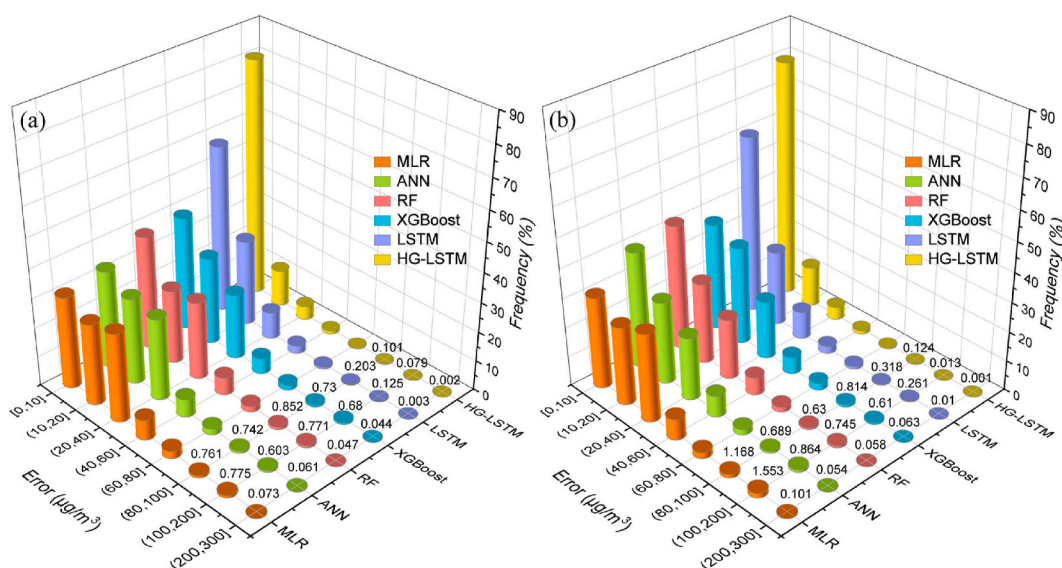 (a)
MLR
ANN
RF
XGBoost
LSTM
HG-LSTM
90
80
70
60
50
40
30
20
10
0
Frequency (%)
0.101
0.079
0.002
0.203
0.125
0.003
0.73
0.68
0.044
0.852
0.771
0.047
0.742
0.603
0.061
0.761
0.775
0.073
[0,10]
(10,20]
(20,40]
(40,60]
(60,80]
(80,100]
(100,200]
(200,300]
Error (μg/m³)
MLR
ANN
RF
XGBoost
LSTM
HG-LSTM
(b)
MLR
ANN
RF
XGBoost
LSTM
HG-LSTM
90
80
70
60
50
40
30
20
10
0
Frequency (%)
0.124
0.013
0.001
0.318
0.261
0.01
0.814
0.61
0.063
0.63
0.745
0.058
0.689
0.864
0.054
1.168
1.553
0.101
[0,10]
(10,20]
(20,40]
(40,60]
(60,80]
(80,100]
(100,200]
(200,300]
Error (μg/m³)
MLR
ANN
RF
XGBoost
LSTM
HG-LSTM